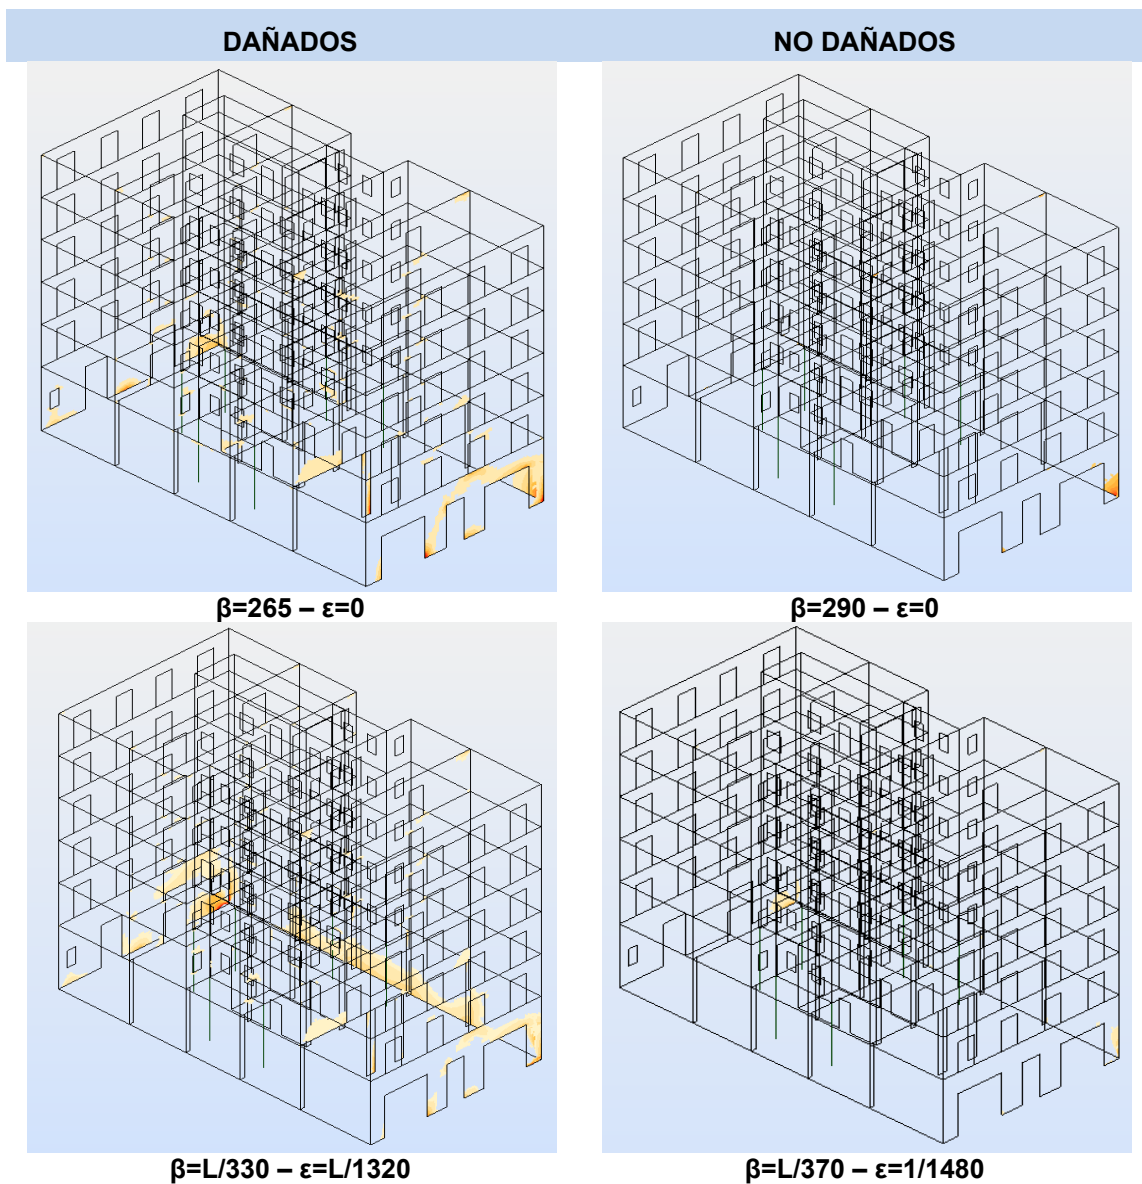 DAÑADOS NO DAÑADOS
β=265 – ε=0 β=290 – ε=0
β=L/330 – ε=L/1320 β=L/370 – ε=1/1480